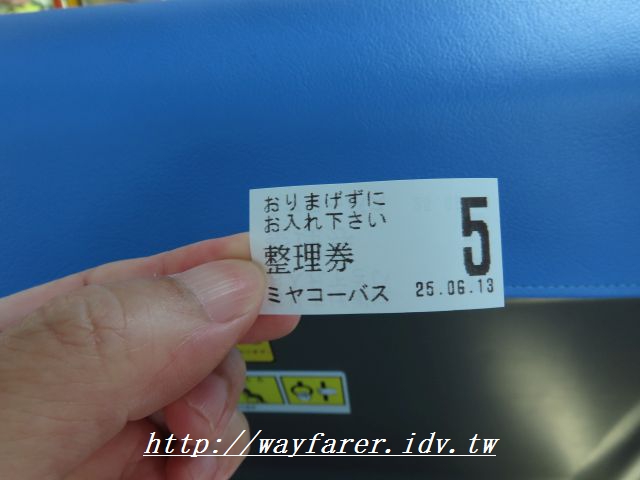 おりまげずに
お入れ下さい
5
整理券
ミヤコーバス 25.06.13
http://wayfarer.idv.tw